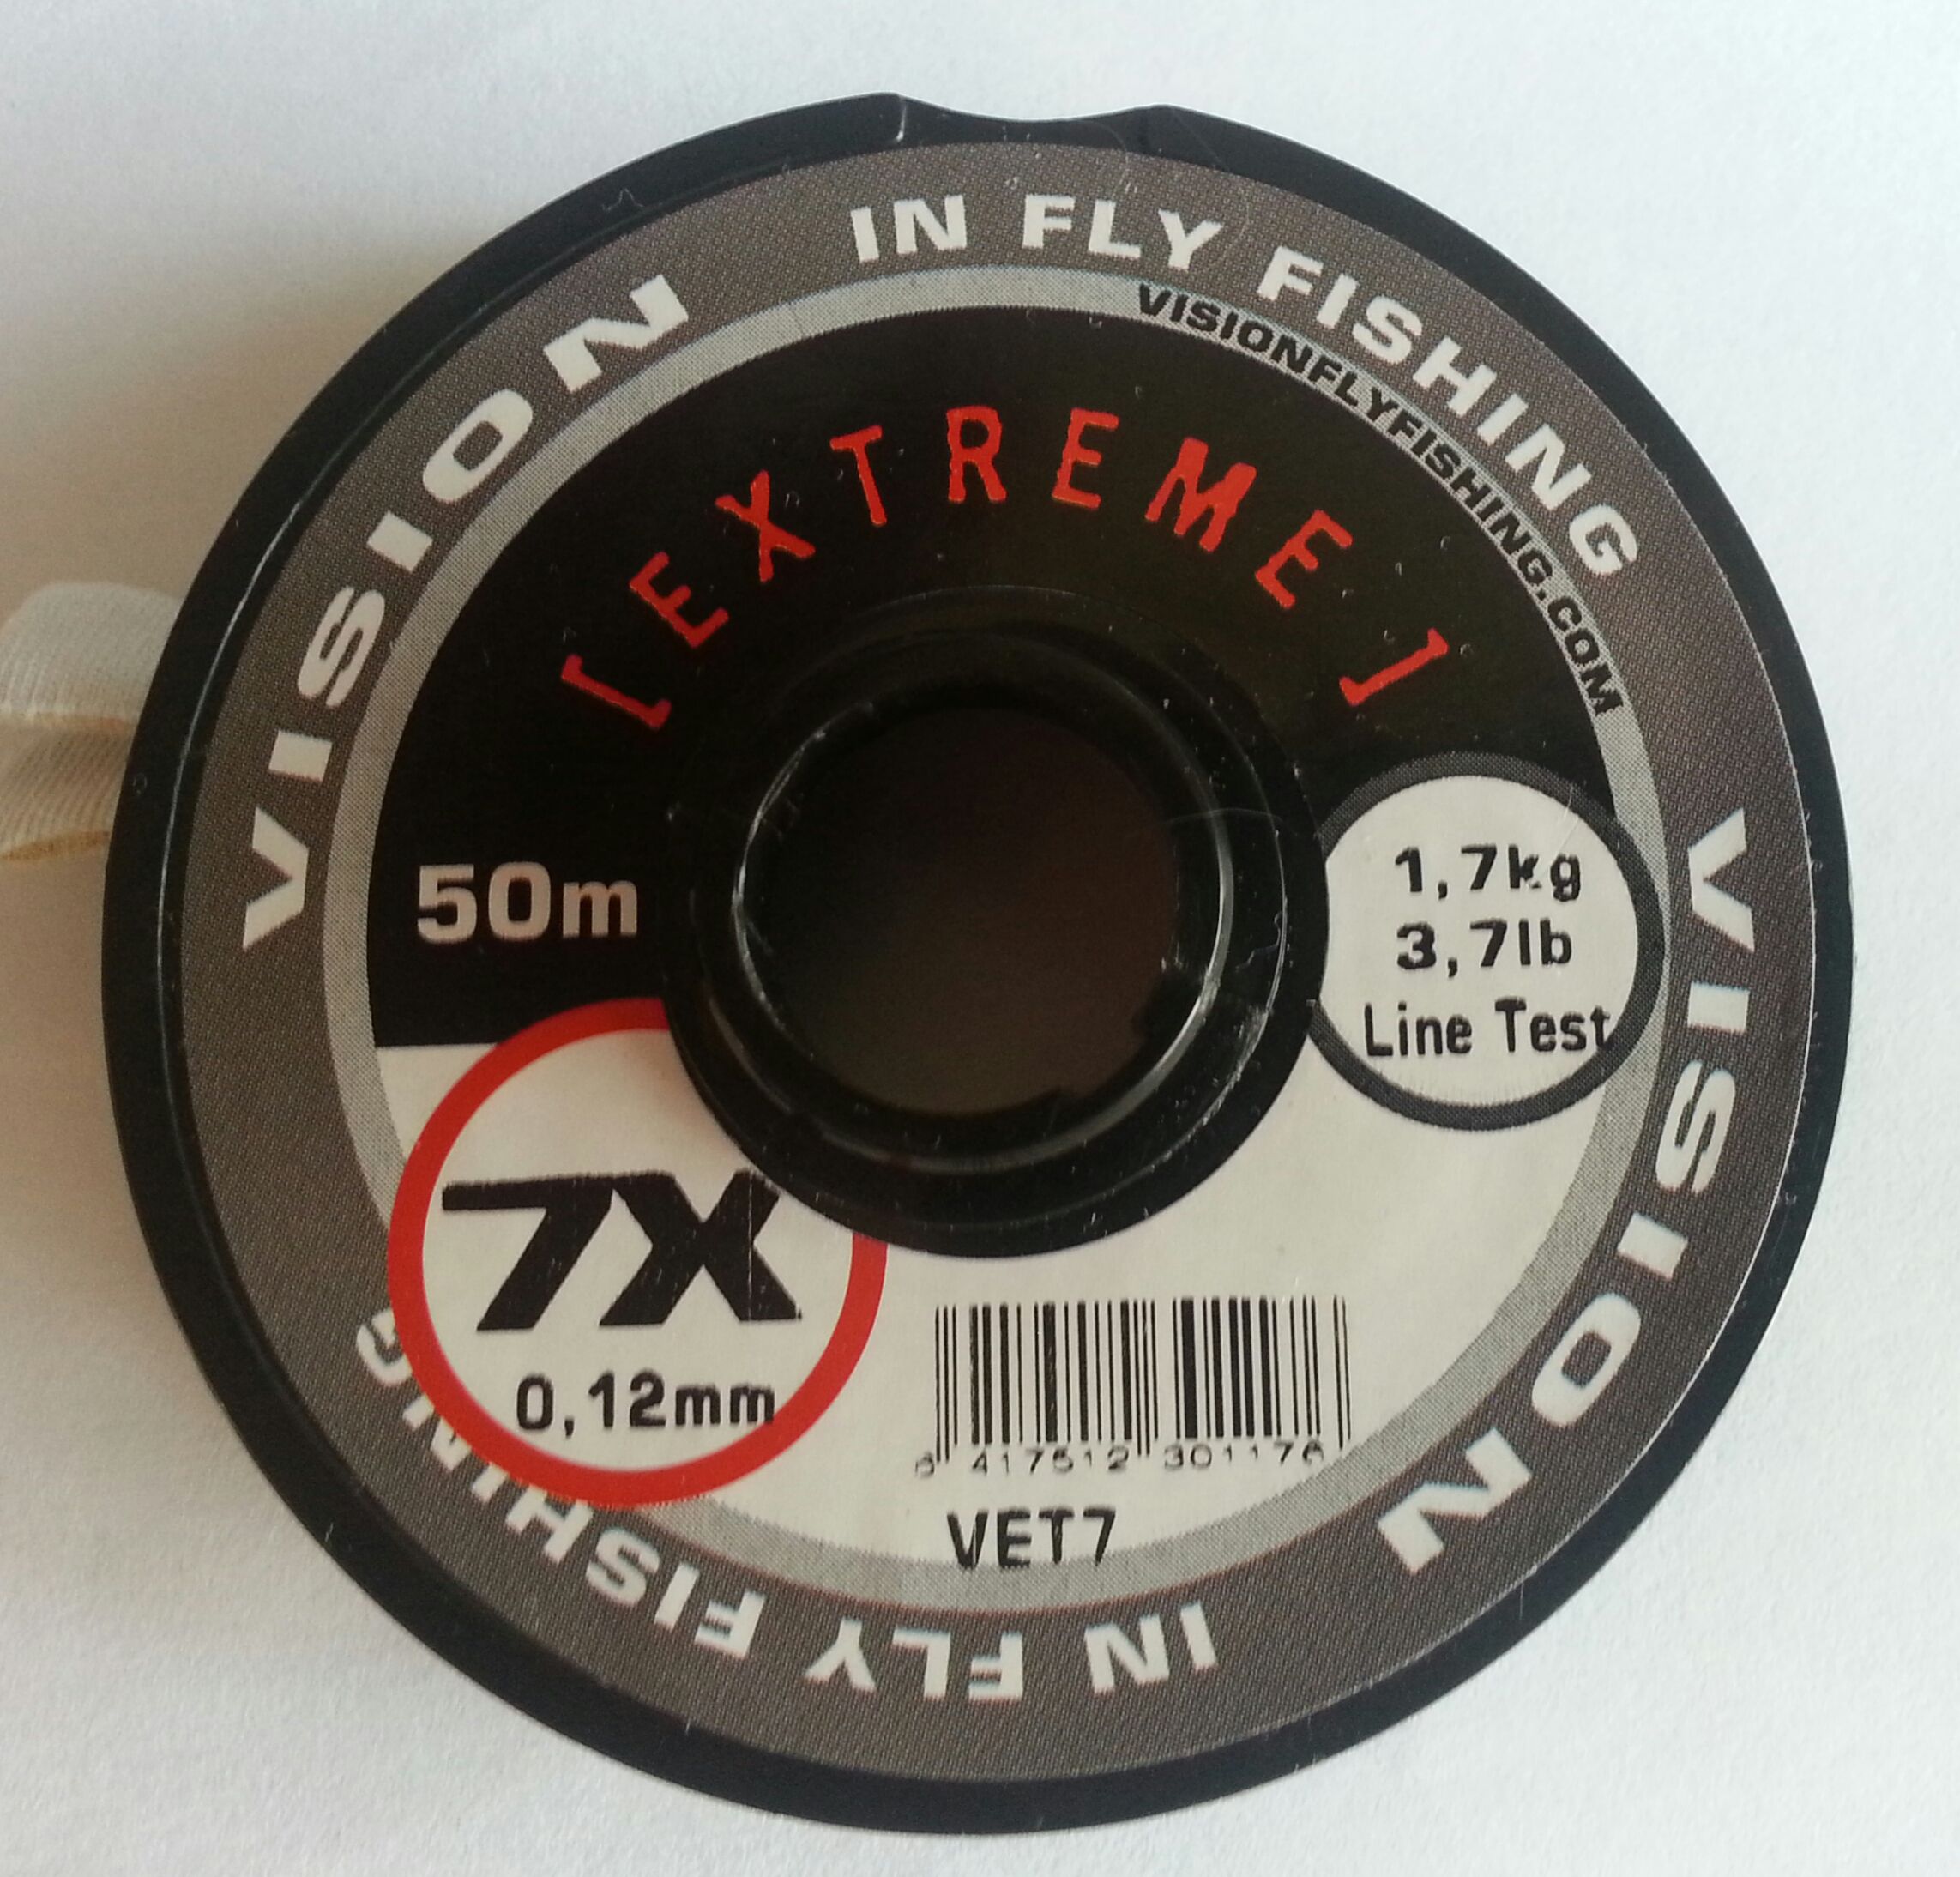 VISION IN FLY FISHING
VISIONFLYFISHING.COM
[EXTREME]
50m
1,7kg
3,7lb
Line Test
7X
0,12mm
6 417512 301176
VET7
VISION IN FLY FISHING